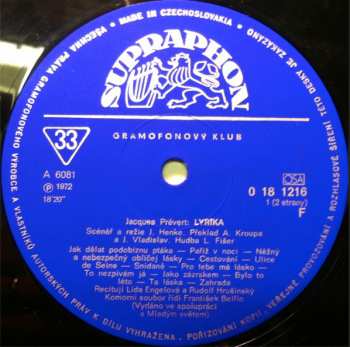 VŠECHNA PRÁVA GRAMOFONOVÉHO VÝROBCE A VLASTNÍKŮ AUTORSKÝCH PRÁV K DÍLU VYHRAŽENA. POŘIZOVÁNÍ KOPIÍ, VEŘEJNÉ PROVOZOVÁNÍ A ROZHLASOVÉ ŠÍŘENÍ TÉTO DESKY JE ZAKÁZÁNO
• MADE IN CZECHOSLOVAKIA •
SUPRAPHON
GRAMOFONOVÝ KLUB
33
A 6081
Ⓟ 1972
18'20"
OSA
0 18 1216
1 (2 strany)
F
Jacques Prévert: LYRIKA
Scénář a režie J. Henke. Překlad A. Kroupa
a J. Vladislav. Hudba L. Fišer
Jak dělat podobiznu ptáka — Paříž v noci — Něžný
a nebezpečný obličej lásky — Cestování — Ulice
de Seine — Snídaně — Pro tebe má lásko —
To nezpívám já — Jako zázrakem — Bylo to
léto — Ta láska — Zahrada
Recitují Lída Engelová a Rudolf Hrušínský
Komorní soubor řídí František Belfín
(Vydáno ve spolupráci
s Mladým světem)